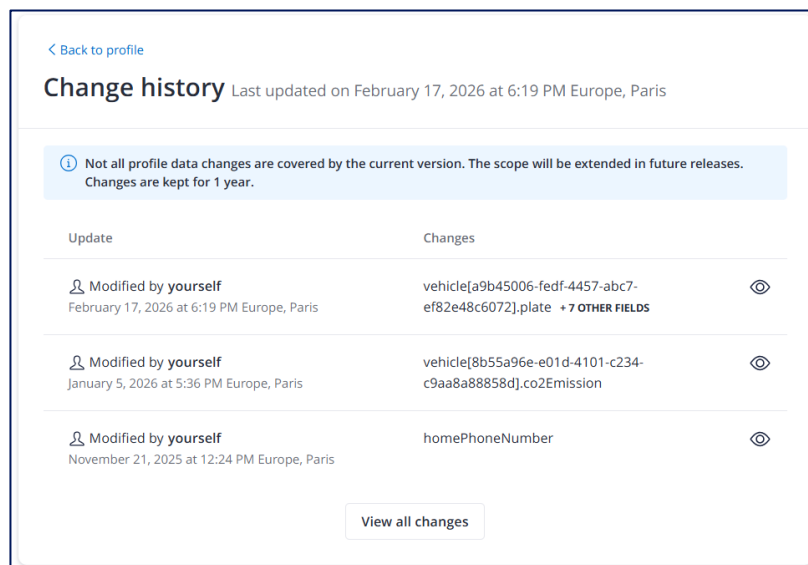 Back to profile
Change history Last updated on February 17, 2026 at 6:19 PM Europe, Paris
Not all profile data changes are covered by the current version. The scope will be extended in future releases.
Changes are kept for 1 year.
Update Changes
Modified by yourself vehicle[a9b45006-fedf-4457-abc7-
February 17, 2026 at 6:19 PM Europe, Paris ef82e48c6072].plate + 7 OTHER FIELDS
Modified by yourself vehicle[8b55a96e-e01d-4101-c234-
January 5, 2026 at 5:36 PM Europe, Paris c9aa8a88858d].co2Emission
Modified by yourself homePhoneNumber
November 21, 2025 at 12:24 PM Europe, Paris
View all changes